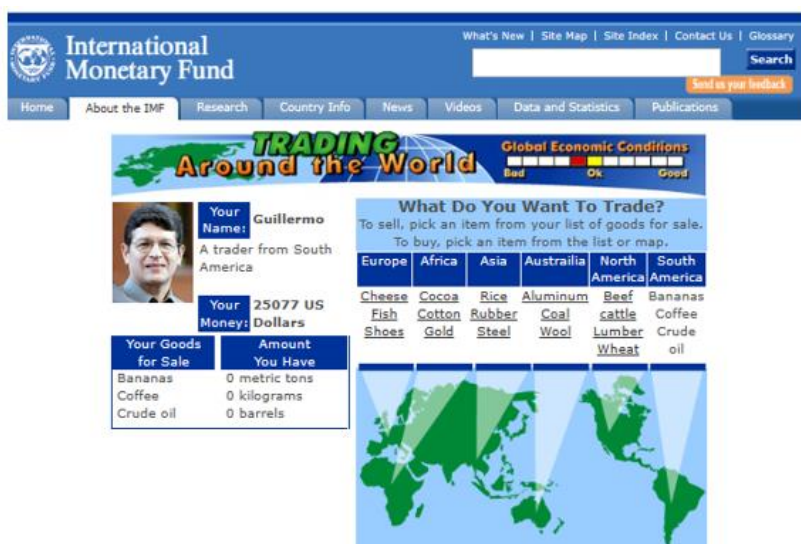 What's New | Site Map | Site Index | Contact Us | Glossary
International
Monetary Fund
Search
Send us your feedback
Home About the IMF Research Country Info News Videos Data and Statistics Publications
TRADING
Around the World
Global Economic Conditions
Bad Ok Good
Your
Name:
Guillermo
A trader from South
America
Your
Money:
25077 US
Dollars
Your Goods
for Sale
Amount
You Have
Bananas 0 metric tons
Coffee 0 kilograms
Crude oil 0 barrels
What Do You Want To Trade?
To sell, pick an item from your list of goods for sale.
To buy, pick an item from the list or map.
Europe Africa Asia Austrailia North South
America America
Cheese Cocoa Rice Aluminum Beef Bananas
Fish Cotton Rubber Coal cattle Coffee
Shoes Gold Steel Wool Lumber Crude
Wheat oil